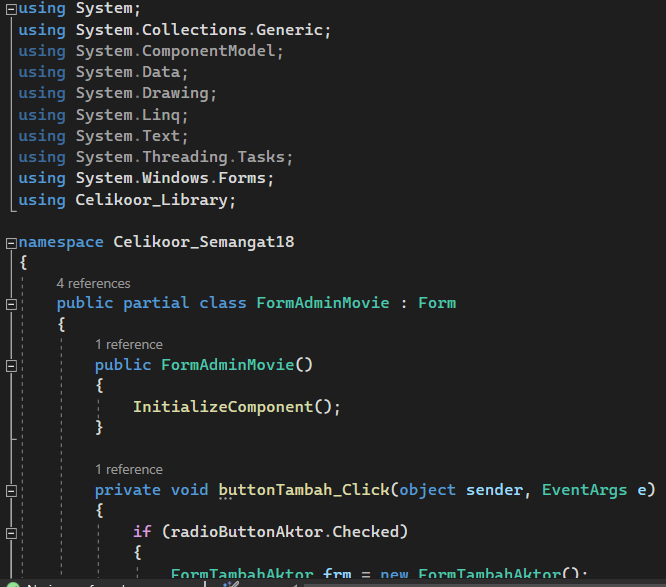 using System;
using System.Collections.Generic;
using System.ComponentModel;
using System.Data;
using System.Drawing;
using System.Linq;
using System.Text;
using System.Threading.Tasks;
using System.Windows.Forms;
using Celikoor_Library;
namespace Celikoor_Semangat18
{
4 references
public partial class FormAdminMovie : Form
{
1 reference
public FormAdminMovie()
{
InitializeComponent();
}
1 reference
private void buttonTambah_Click(object sender, EventArgs e)
{
if (radioButtonAktor.Checked)
{
FormTambahAktor frm = new FormTambahAktor();